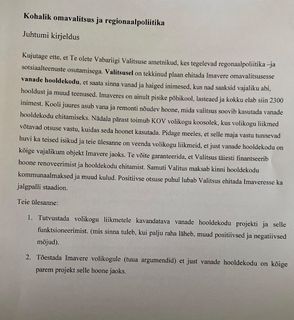 Kohalik omavalitsus ja regionaalpoliitika
Juhtumi kirjeldus
Kujutage ette, et Te olete Vabariigi Valitsuse ametnikud, kes tegelevad regionaalpoliitika –ja
sotsiaalteenuste osutamisega. Valitsusel on tekkinud plaan ehitada Imavere omavalitsusesse
vanade hooldekodu, et saata sinna vanad ja haiged inimesed, kus nad saaksid vajaliku abi,
hooldust ja muud teenused. Imaveres on ainult pisike põhikool, lasteaed ja kokku elab siin 2300
inimest. Kooli juures asub vana ja remonti nõudev hoone, mida valitsus soovib kasutada vanade
hooldekodu ehitamiseks. Nädala pärast toimub KOV volikogu koosolek, kus volikogu liikmed
võtavad otsuse vastu, kuidas seda hoonet kasutada. Pidage meeles, et selle maja vastu tunnevad
huvi ka teised isikud ja teie ülesanne on veenda volikogu liikmeid, et just vanade hooldekodu on
kõige vajalikum objekt Imavere jaoks. Te võite garanteerida, et Valitsus täiesti finantseerib
hoone renoveerimist ja hooldekodu ehitamist. Samuti Valitus maksab kinni hooldekodu
kommunaalmaksed ja muud kulud. Positiivse otsuse puhul lubab Valitsus ehitada Imaveresse ka
jalgpalli staadion.
Teie ülesanne:
1. Tutvustada volikogu liikmetele kavandatava vanade hooldekodu projekti ja selle
funktsioneerimist. (mis sinna tuleb, kui palju raha läheb, muud positiivsed ja negatiivsed
mõjud).
2. Tõestada Imavere volikogule (tuua argumendid) et just vanade hooldekodu on kõige
parem projekt selle hoone jaoks.